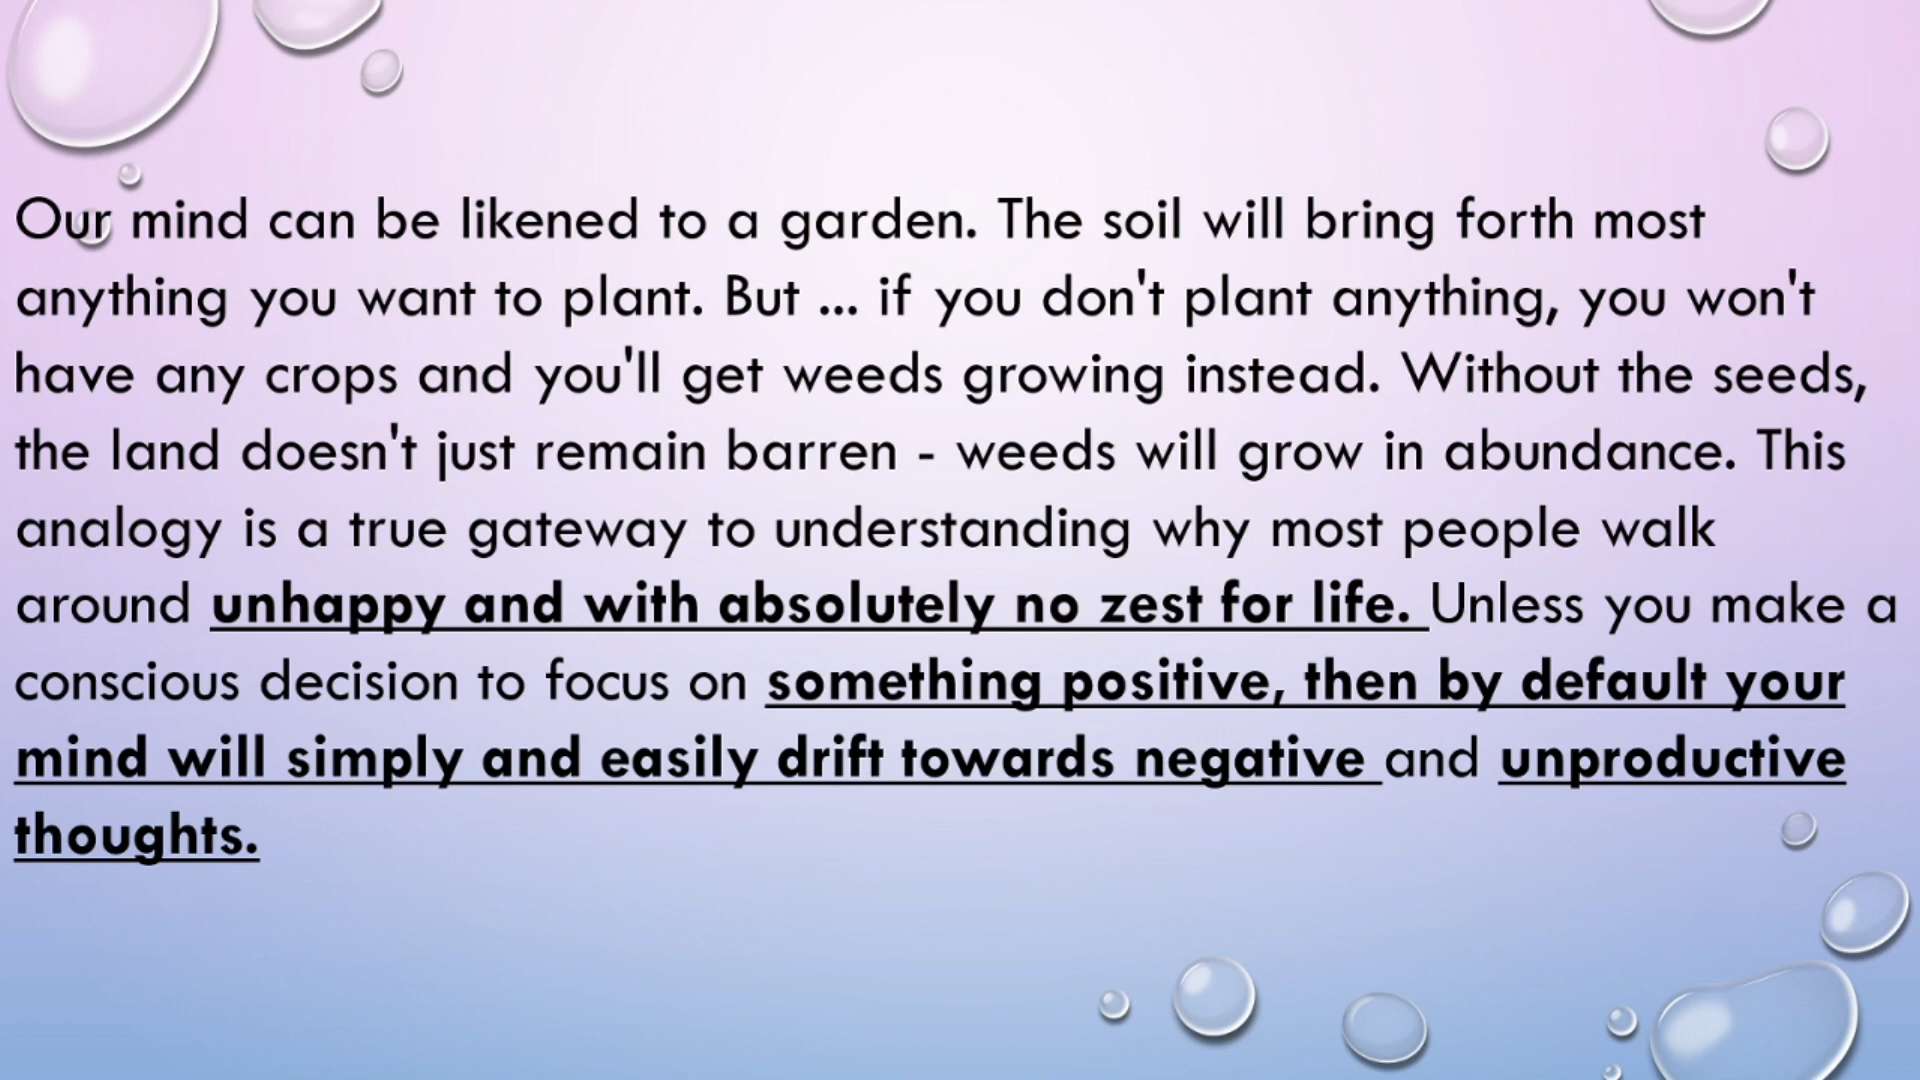 Our mind can be likened to a garden. The soil will bring forth most
anything you want to plant. But ... if you don't plant anything, you won't
have any crops and you'll get weeds growing instead. Without the seeds,
the land doesn't just remain barren - weeds will grow in abundance. This
analogy is a true gateway to understanding why most people walk
around unhappy and with absolutely no zest for life. Unless you make a
conscious decision to focus on something positive, then by default your
mind will simply and easily drift towards negative and unproductive
thoughts.